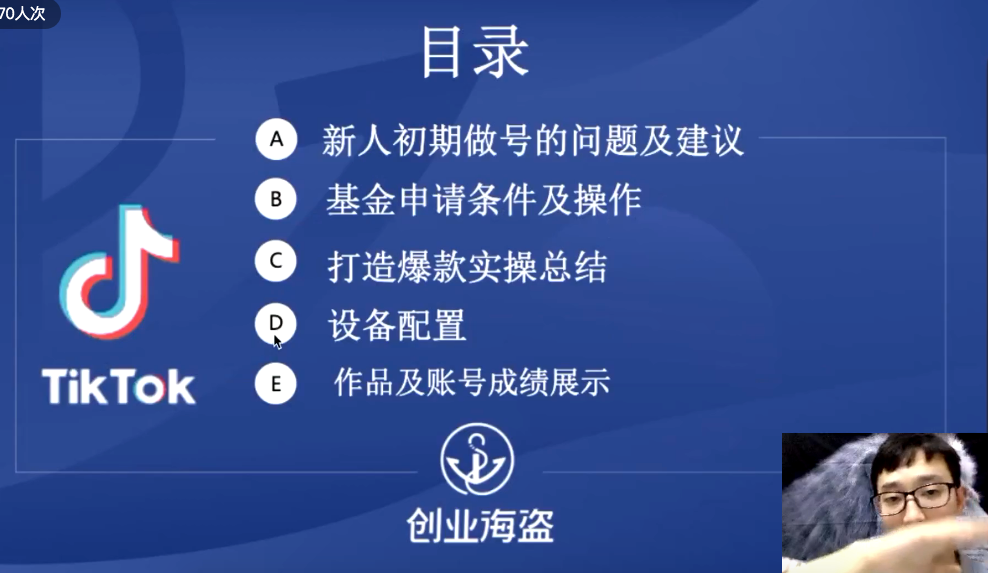 70人次
目录
A 新人初期做号的问题及建议
B 基金申请条件及操作
C 打造爆款实操总结
D 设备配置
E 作品及账号成绩展示
TikTok
创业海盗